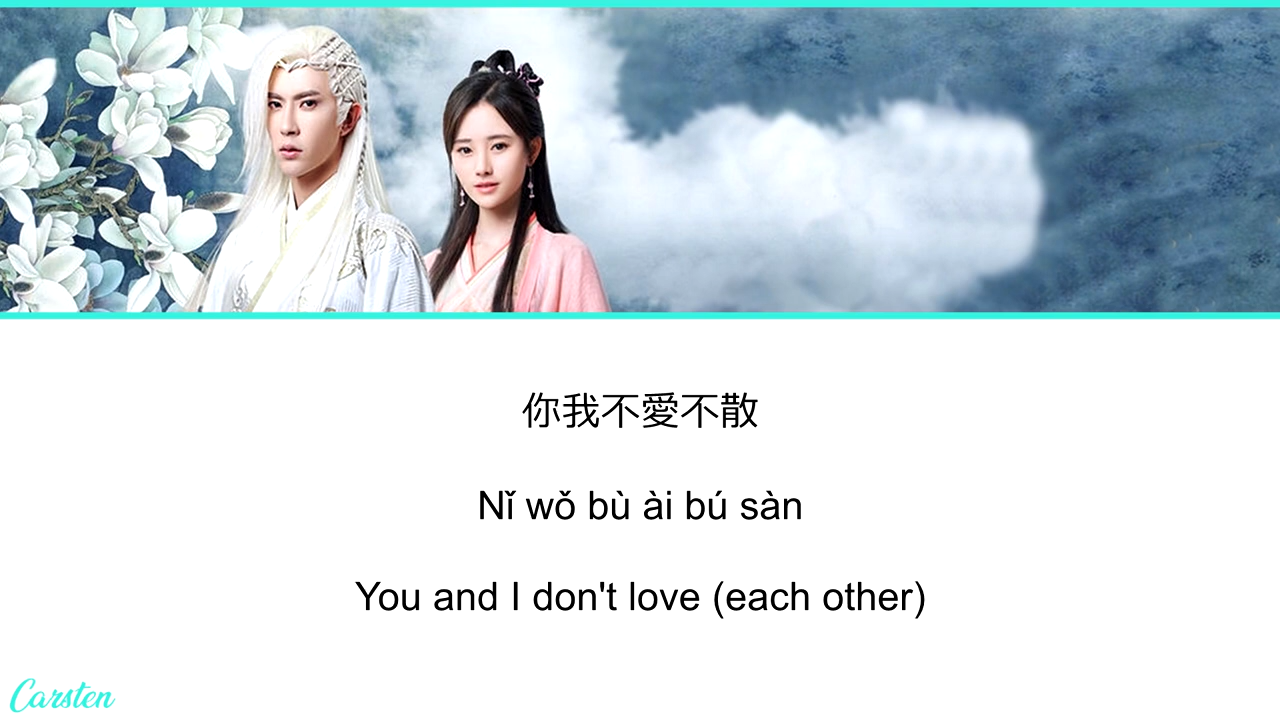 你我不愛不散
Nǐ wǒ bù ài bú sàn
You and I don't love (each other)
Carsten